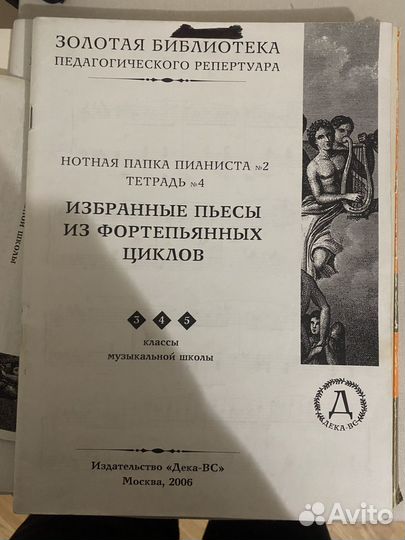 ЗОЛОТАЯ БИБЛИОТЕКА
ПЕДАГОГИЧЕСКОГО РЕПЕРТУАРА
НОТНАЯ ПАПКА ПИАНИСТА №2
ТЕТРАДЬ №4
ИЗБРАННЫЕ ПЬЕСЫ
ИЗ ФОРТЕПЬЯННЫХ
ЦИКЛОВ
3 4 5
классы
музыкальной школы
Д
ДЕКА-ВС
Издательство «Дека-ВС»
Москва, 2006
ШКОЛЫ
Avito